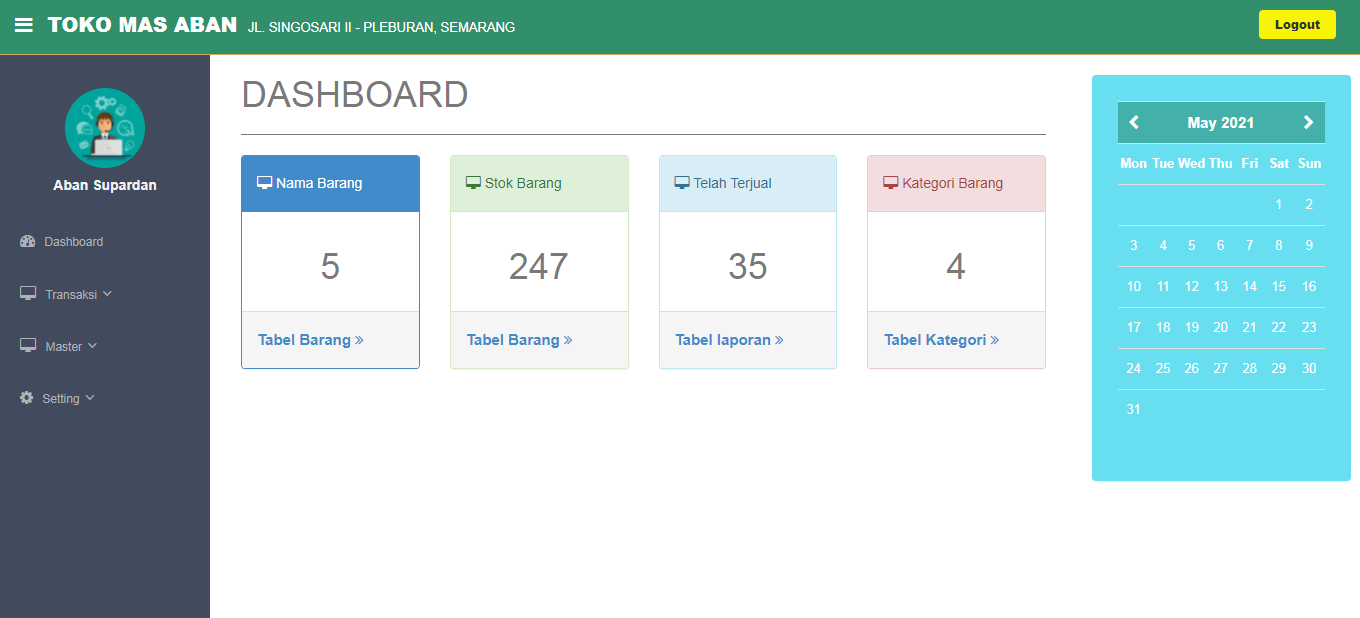 TOKO MAS ABAN JL. SINGOSARI II - PLEBURAN, SEMARANG
Logout
Aban Supardan
Dashboard
Transaksi
Master
Setting
DASHBOARD
Nama Barang
5
Tabel Barang »
Stok Barang
247
Tabel Barang »
Telah Terjual
35
Tabel laporan »
Kategori Barang
4
Tabel Kategori »
May 2021
Mon Tue Wed Thu Fri Sat Sun
1 2
3 4 5 6 7 8 9
10 11 12 13 14 15 16
17 18 19 20 21 22 23
24 25 26 27 28 29 30
31